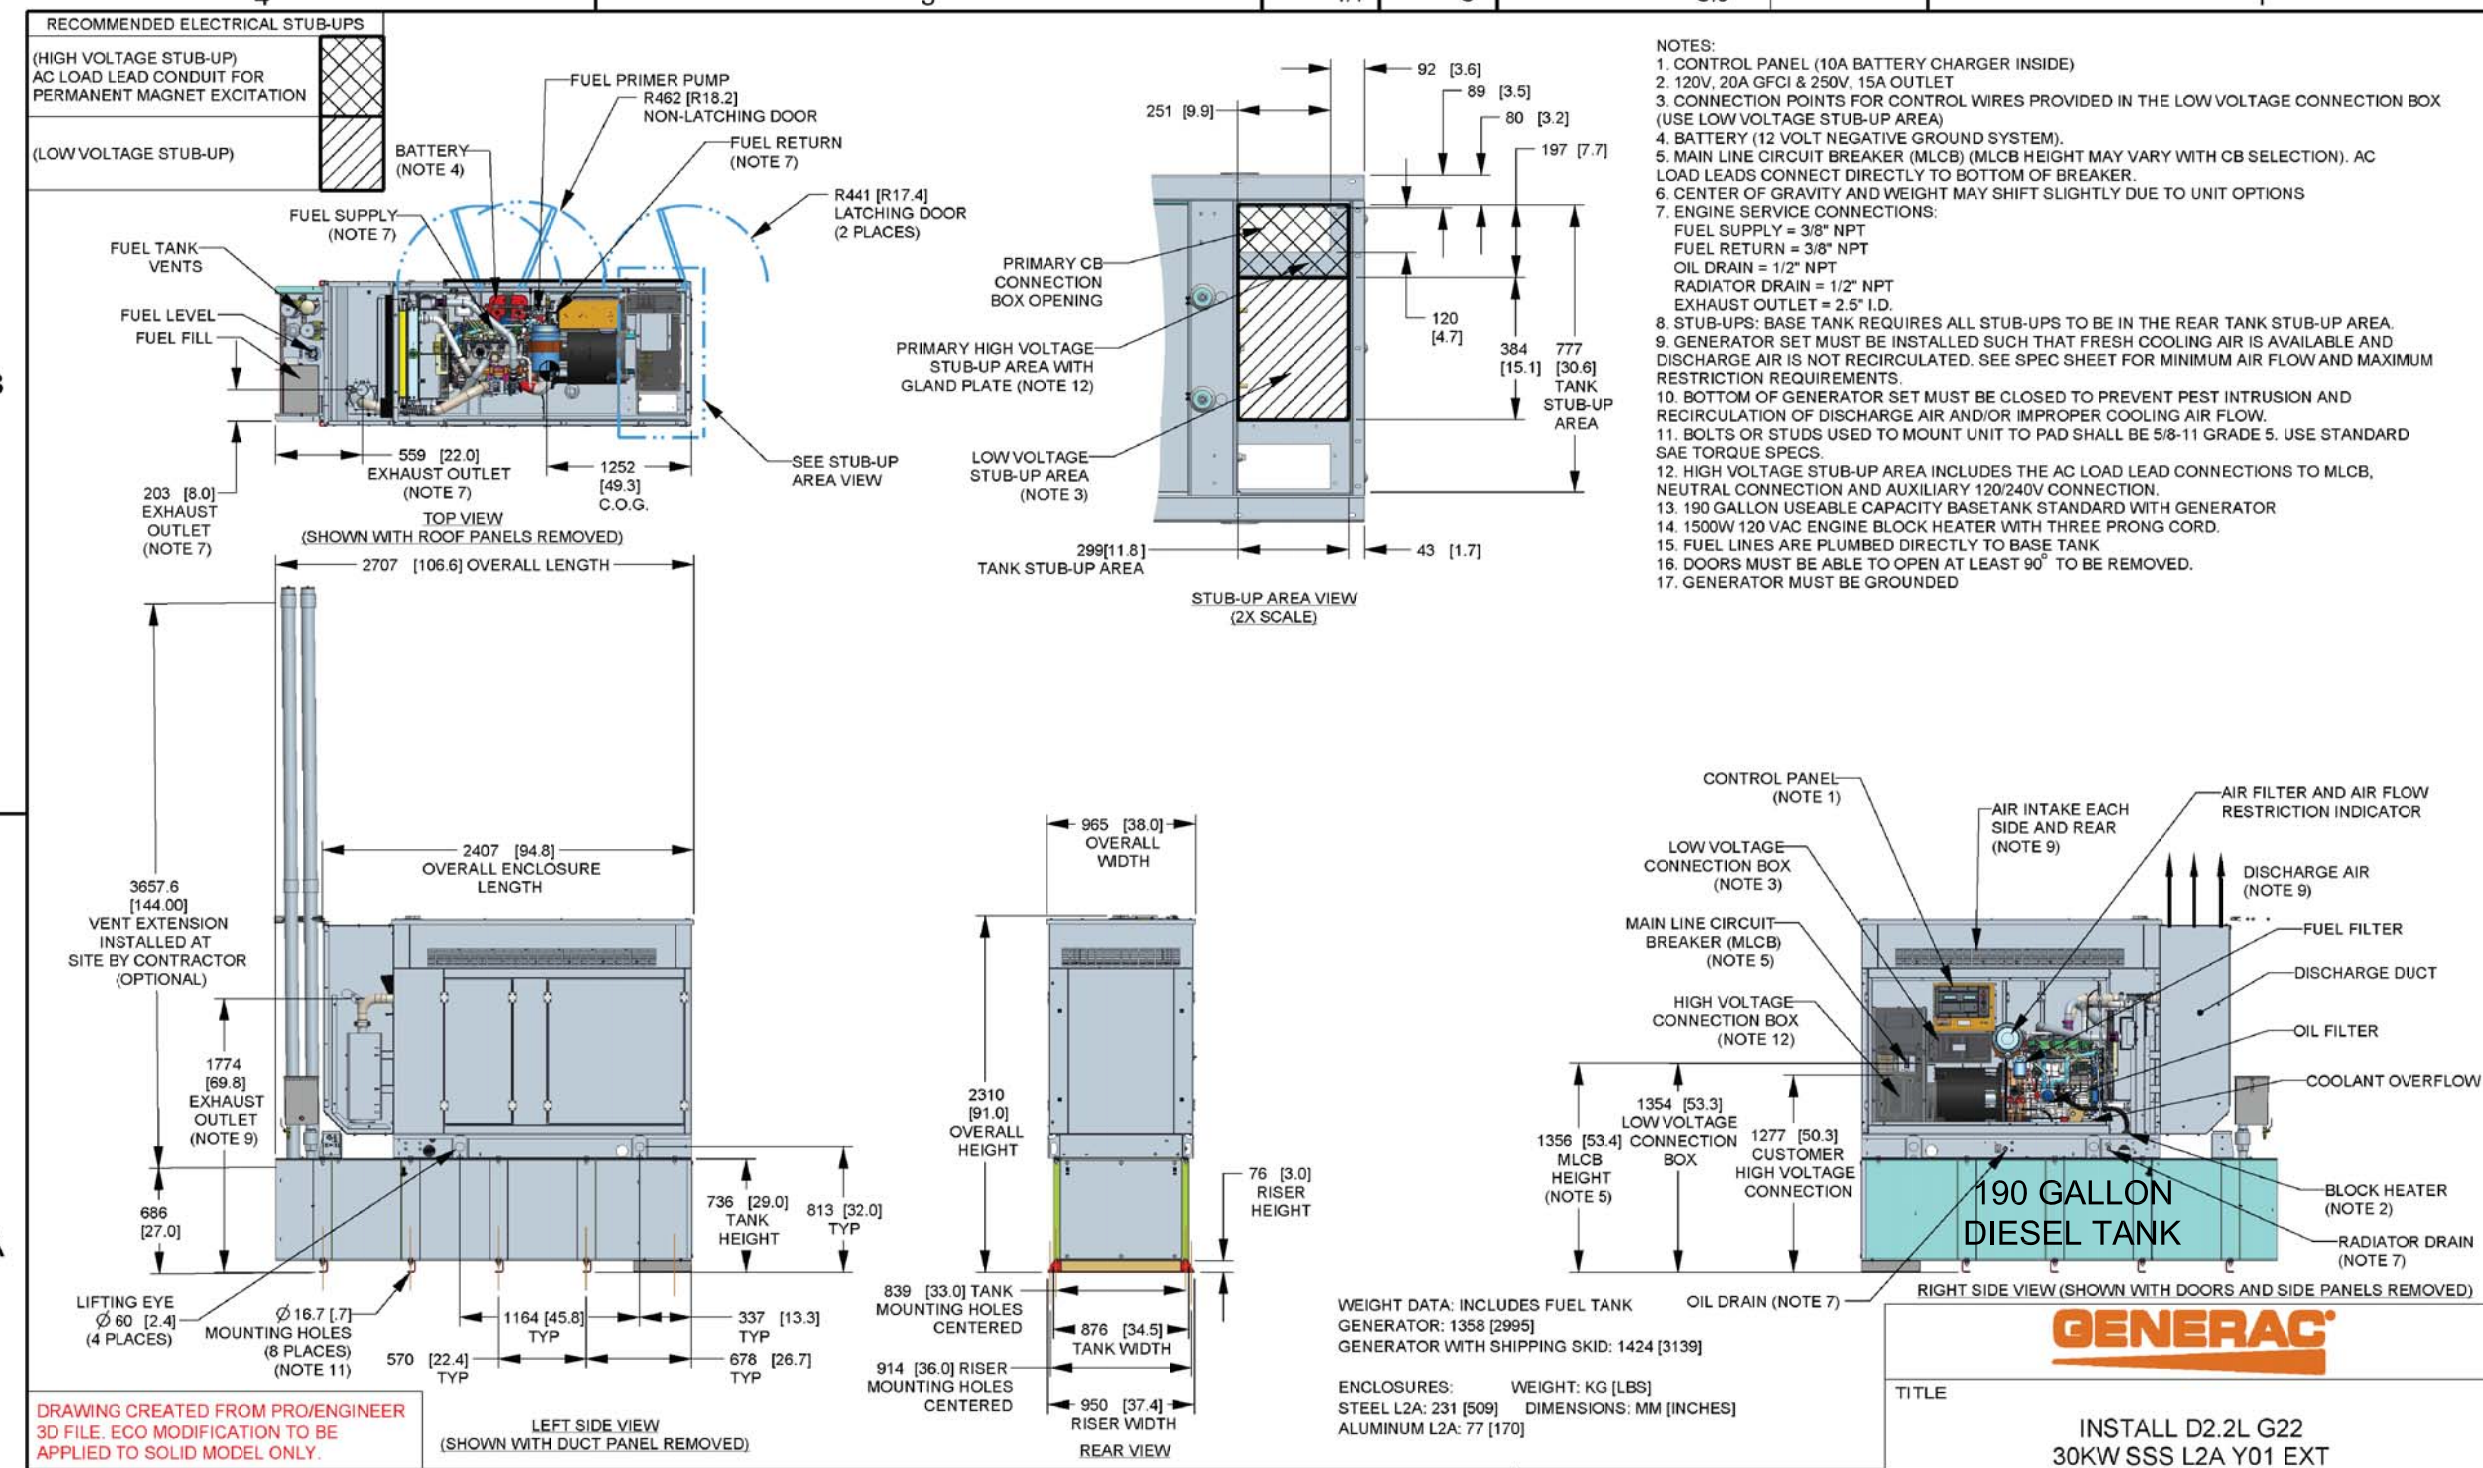 RECOMMENDED ELECTRICAL STUB-UPS
(HIGH VOLTAGE STUB-UP)
AC LOAD LEAD CONDUIT FOR
PERMANENT MAGNET EXCITATION
(LOW VOLTAGE STUB-UP)
FUEL PRIMER PUMP
R462 [R18.2]
NON-LATCHING DOOR
FUEL RETURN
(NOTE 7)
BATTERY
(NOTE 4)
R441 [R17.4]
LATCHING DOOR
(2 PLACES)
FUEL SUPPLY
(NOTE 7)
FUEL TANK
VENTS
FUEL LEVEL
FUEL FILL
559 [22.0]
EXHAUST OUTLET
(NOTE 7)
1252
[49.3]
C.O.G.
SEE STUB-UP
AREA VIEW
203 [8.0]
EXHAUST
OUTLET
(NOTE 7)
TOP VIEW
(SHOWN WITH ROOF PANELS REMOVED)
92 [3.6]
89 [3.5]
251 [9.9]
80 [3.2]
197 [7.7]
PRIMARY CB
CONNECTION
BOX OPENING
120
[4.7]
PRIMARY HIGH VOLTAGE
STUB-UP AREA WITH
GLAND PLATE (NOTE 12)
384
[15.1]
777
[30.6]
TANK
STUB-UP
AREA
LOW VOLTAGE
STUB-UP AREA
(NOTE 3)
299[11.8]
TANK STUB-UP AREA
43 [1.7]
STUB-UP AREA VIEW
(2X SCALE)
NOTES:
1. CONTROL PANEL (10A BATTERY CHARGER INSIDE)
2. 120V, 20A GFCI & 250V, 15A OUTLET
3. CONNECTION POINTS FOR CONTROL WIRES PROVIDED IN THE LOW VOLTAGE CONNECTION BOX
(USE LOW VOLTAGE STUB-UP AREA)
4. BATTERY (12 VOLT NEGATIVE GROUND SYSTEM).
5. MAIN LINE CIRCUIT BREAKER (MLCB) (MLCB HEIGHT MAY VARY WITH CB SELECTION). AC
LOAD LEADS CONNECT DIRECTLY TO BOTTOM OF BREAKER.
6. CENTER OF GRAVITY AND WEIGHT MAY SHIFT SLIGHTLY DUE TO UNIT OPTIONS
7. ENGINE SERVICE CONNECTIONS:
FUEL SUPPLY = 3/8" NPT
FUEL RETURN = 3/8" NPT
OIL DRAIN = 1/2" NPT
RADIATOR DRAIN = 1/2" NPT
EXHAUST OUTLET = 2.5" I.D.
8. STUB-UPS: BASE TANK REQUIRES ALL STUB-UPS TO BE IN THE REAR TANK STUB-UP AREA.
9. GENERATOR SET MUST BE INSTALLED SUCH THAT FRESH COOLING AIR IS AVAILABLE AND
DISCHARGE AIR IS NOT RECIRCULATED. SEE SPEC SHEET FOR MINIMUM AIR FLOW AND MAXIMUM
RESTRICTION REQUIREMENTS.
10. BOTTOM OF GENERATOR SET MUST BE CLOSED TO PREVENT PEST INTRUSION AND
RECIRCULATION OF DISCHARGE AIR AND/OR IMPROPER COOLING AIR FLOW.
11. BOLTS OR STUDS USED TO MOUNT UNIT TO PAD SHALL BE 5/8-11 GRADE 5. USE STANDARD
SAE TORQUE SPECS.
12. HIGH VOLTAGE STUB-UP AREA INCLUDES THE AC LOAD LEAD CONNECTIONS TO MLCB,
NEUTRAL CONNECTION AND AUXILIARY 120/240V CONNECTION.
13. 190 GALLON USEABLE CAPACITY BASETANK STANDARD WITH GENERATOR
14. 1500W 120 VAC ENGINE BLOCK HEATER WITH THREE PRONG CORD.
15. FUEL LINES ARE PLUMBED DIRECTLY TO BASE TANK
16. DOORS MUST BE ABLE TO OPEN AT LEAST 90° TO BE REMOVED.
17. GENERATOR MUST BE GROUNDED
2707 [106.6] OVERALL LENGTH
2407 [94.8]
OVERALL ENCLOSURE
LENGTH
3657.6
[144.00]
VENT EXTENSION
INSTALLED AT
SITE BY CONTRACTOR
(OPTIONAL)
1774
[69.8]
EXHAUST
OUTLET
(NOTE 9)
686
[27.0]
736 [29.0]
TANK
HEIGHT
813 [32.0]
TYP
LIFTING EYE
Ø 60 [2.4]
(4 PLACES)
Ø 16.7 [.7]
MOUNTING HOLES
(8 PLACES)
(NOTE 11)
1164 [45.8]
TYP
337 [13.3]
TYP
570 [22.4]
TYP
678 [26.7]
TYP
LEFT SIDE VIEW
(SHOWN WITH DUCT PANEL REMOVED)
965 [38.0]
OVERALL
WIDTH
2310
[91.0]
OVERALL
HEIGHT
76 [3.0]
RISER
HEIGHT
839 [33.0] TANK
MOUNTING HOLES
CENTERED
876 [34.5]
TANK WIDTH
914 [36.0] RISER
MOUNTING HOLES
CENTERED
950 [37.4]
RISER WIDTH
REAR VIEW
CONTROL PANEL
(NOTE 1)
AIR INTAKE EACH
SIDE AND REAR
(NOTE 9)
AIR FILTER AND AIR FLOW
RESTRICTION INDICATOR
LOW VOLTAGE
CONNECTION BOX
(NOTE 3)
DISCHARGE AIR
(NOTE 9)
MAIN LINE CIRCUIT
BREAKER (MLCB)
(NOTE 5)
FUEL FILTER
DISCHARGE DUCT
HIGH VOLTAGE
CONNECTION BOX
(NOTE 12)
OIL FILTER
COOLANT OVERFLOW
1356 [53.4]
MLCB
HEIGHT
(NOTE 5)
1354 [53.3]
LOW VOLTAGE
CONNECTION
BOX
1277 [50.3]
CUSTOMER
HIGH VOLTAGE
CONNECTION
190 GALLON
DIESEL TANK
BLOCK HEATER
(NOTE 2)
RADIATOR DRAIN
(NOTE 7)
OIL DRAIN (NOTE 7)
RIGHT SIDE VIEW (SHOWN WITH DOORS AND SIDE PANELS REMOVED)
WEIGHT DATA: INCLUDES FUEL TANK
GENERATOR: 1358 [2995]
GENERATOR WITH SHIPPING SKID: 1424 [3139]
ENCLOSURES: WEIGHT: KG [LBS]
STEEL L2A: 231 [509] DIMENSIONS: MM [INCHES]
ALUMINUM L2A: 77 [170]
DRAWING CREATED FROM PRO/ENGINEER
3D FILE. ECO MODIFICATION TO BE
APPLIED TO SOLID MODEL ONLY.
GENERAC
TITLE
INSTALL D2.2L G22
30KW SSS L2A Y01 EXT